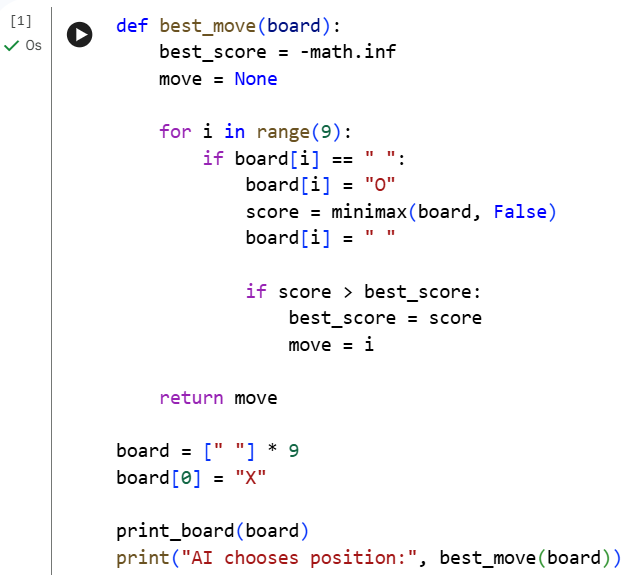 [1]
0s
def best_move(board):
    best_score = -math.inf
    move = None

    for i in range(9):
        if board[i] == " ":
            board[i] = "O"
            score = minimax(board, False)
            board[i] = " "

            if score > best_score:
                best_score = score
                move = i

    return move

board = [" "] * 9
board[0] = "X"

print_board(board)
print("AI chooses position:", best_move(board))